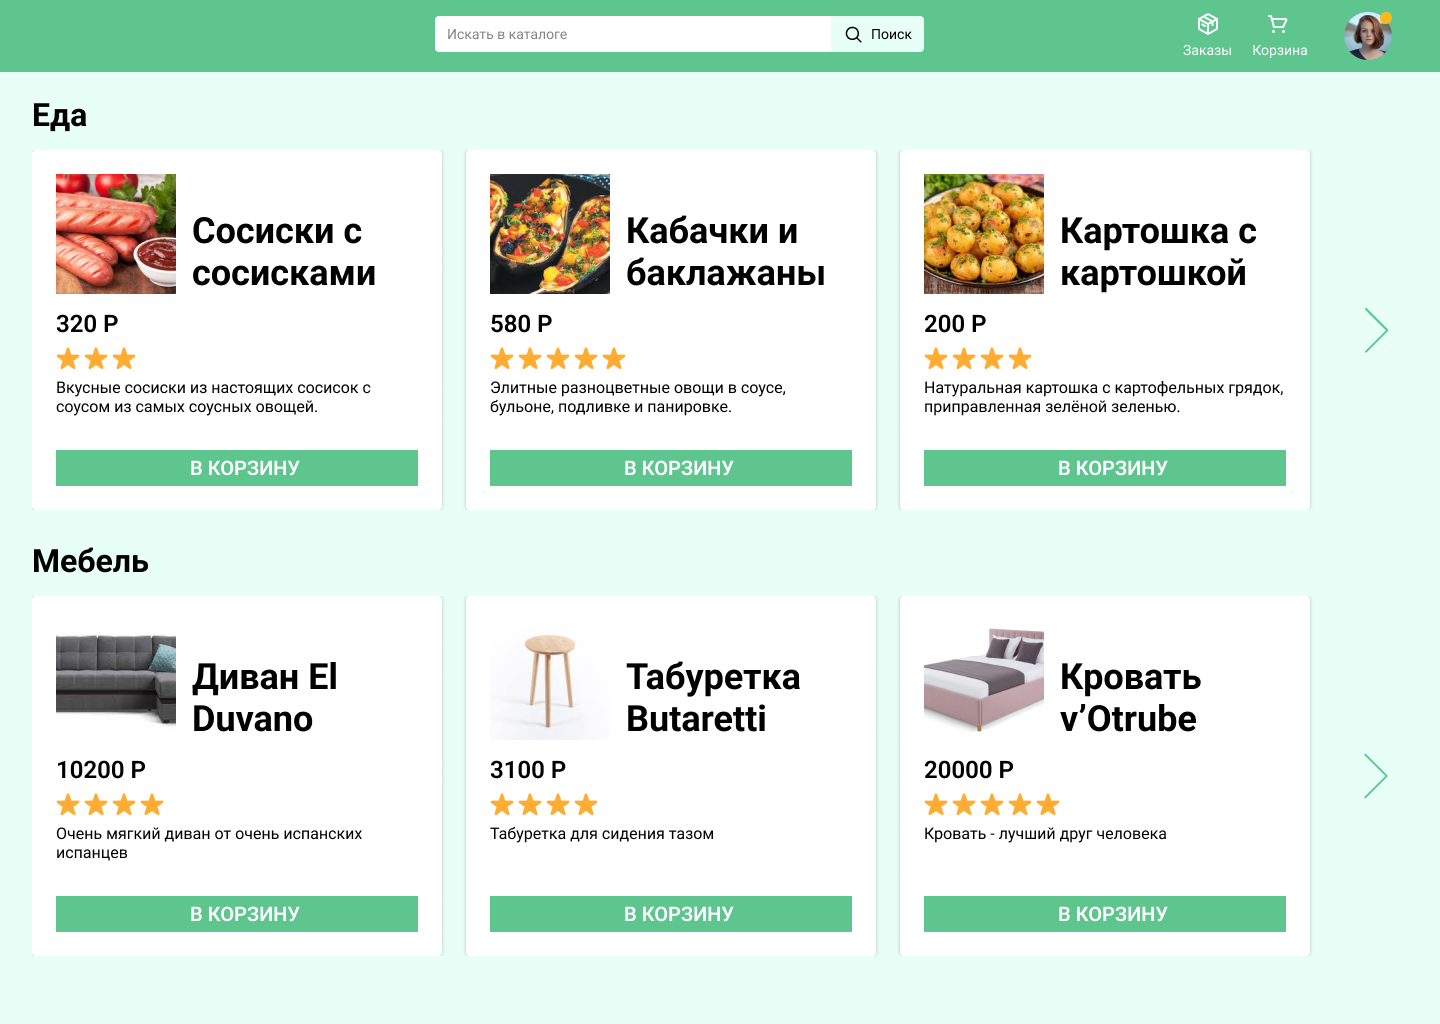 Искать в каталоге
Поиск
Заказы
Корзина
Еда
Сосиски с
сосисками
320 Р
Вкусные сосиски из настоящих сосисок с
соусом из самых соусных овощей.
В КОРЗИНУ
Кабачки и
баклажаны
580 Р
Элитные разноцветные овощи в соусе,
бульоне, подливке и панировке.
В КОРЗИНУ
Картошка с
картошкой
200 Р
Натуральная картошка с картофельных грядок,
приправленная зелёной зеленью.
В КОРЗИНУ
Мебель
Диван El
Duvano
10200 Р
Очень мягкий диван от очень испанских
испанцев
В КОРЗИНУ
Табуретка
Butaretti
3100 Р
Табуретка для сидения тазом
В КОРЗИНУ
Кровать
v’Otrube
20000 Р
Кровать - лучший друг человека
В КОРЗИНУ